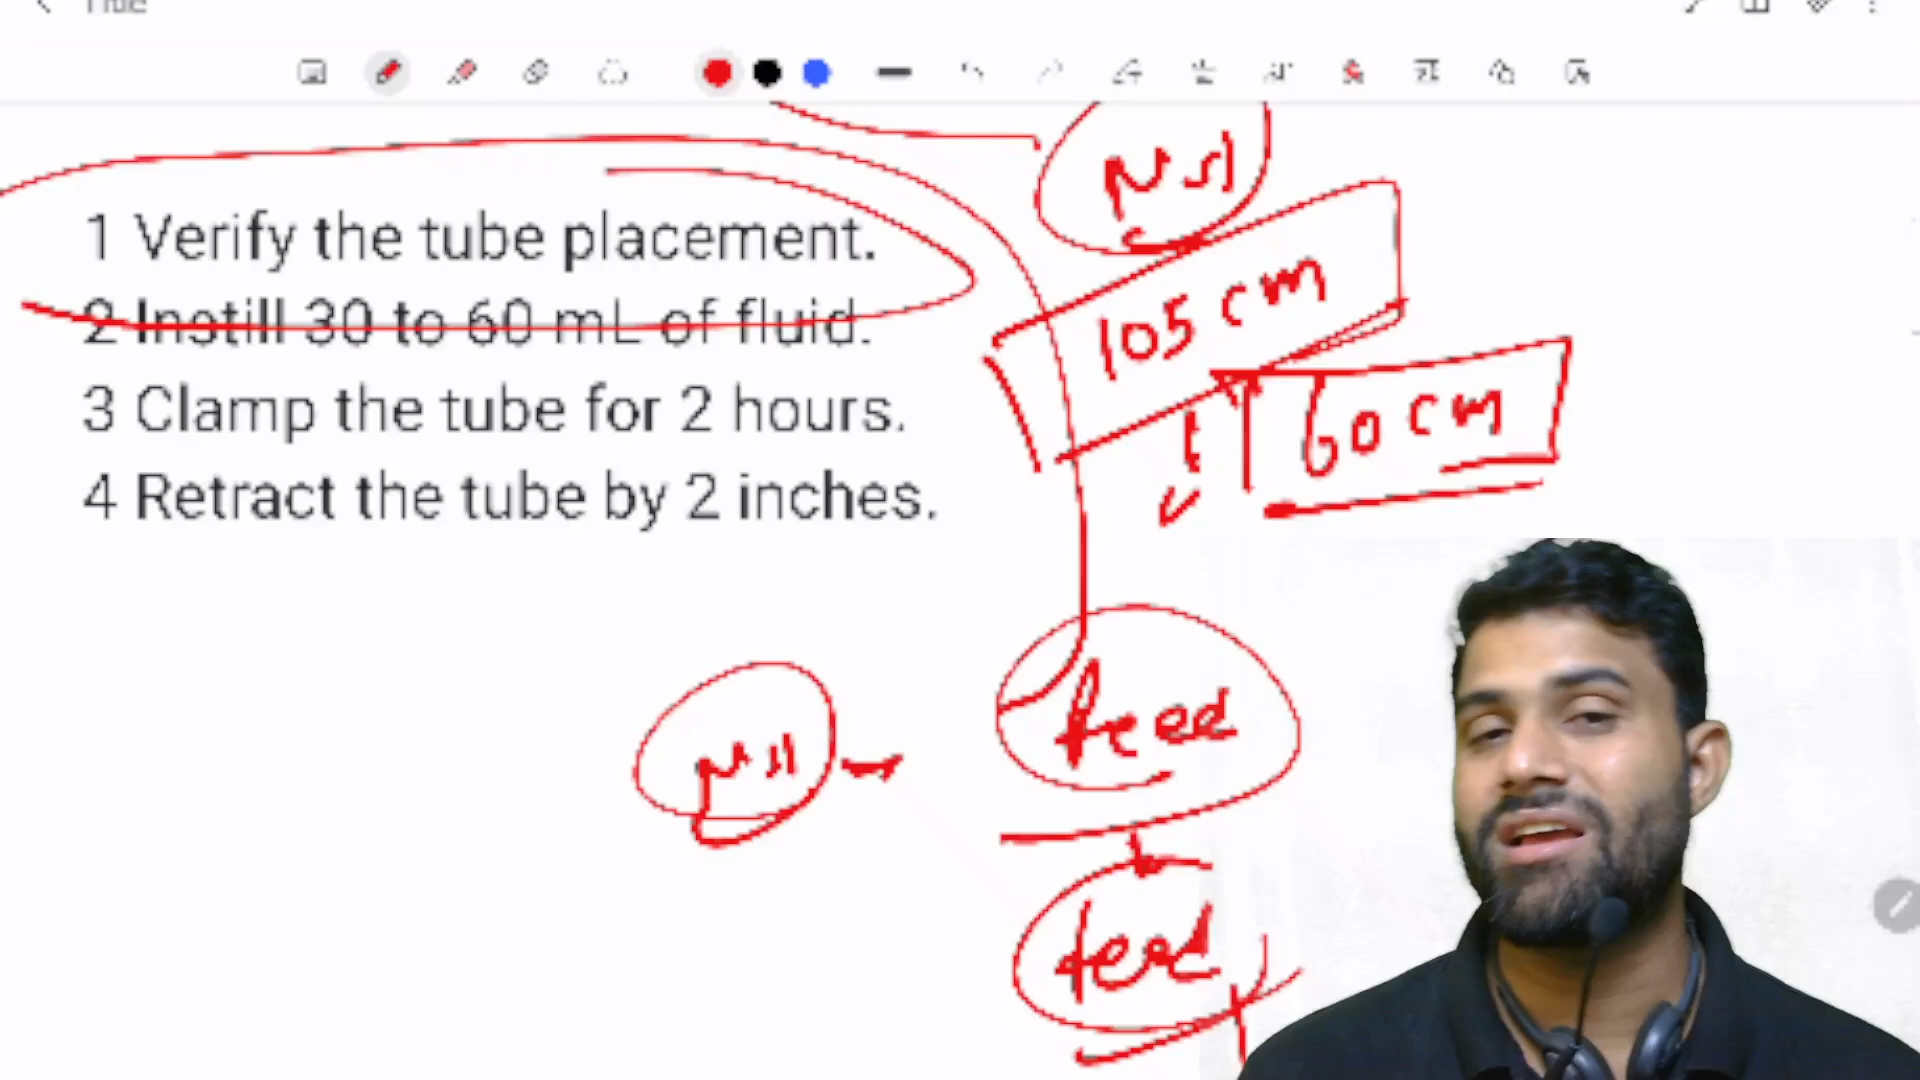 Title
1 Verify the tube placement.
2 Instill 30 to 60 mL of fluid.
3 Clamp the tube for 2 hours.
4 Retract the tube by 2 inches.
105 cm
60 cm
feed
feed